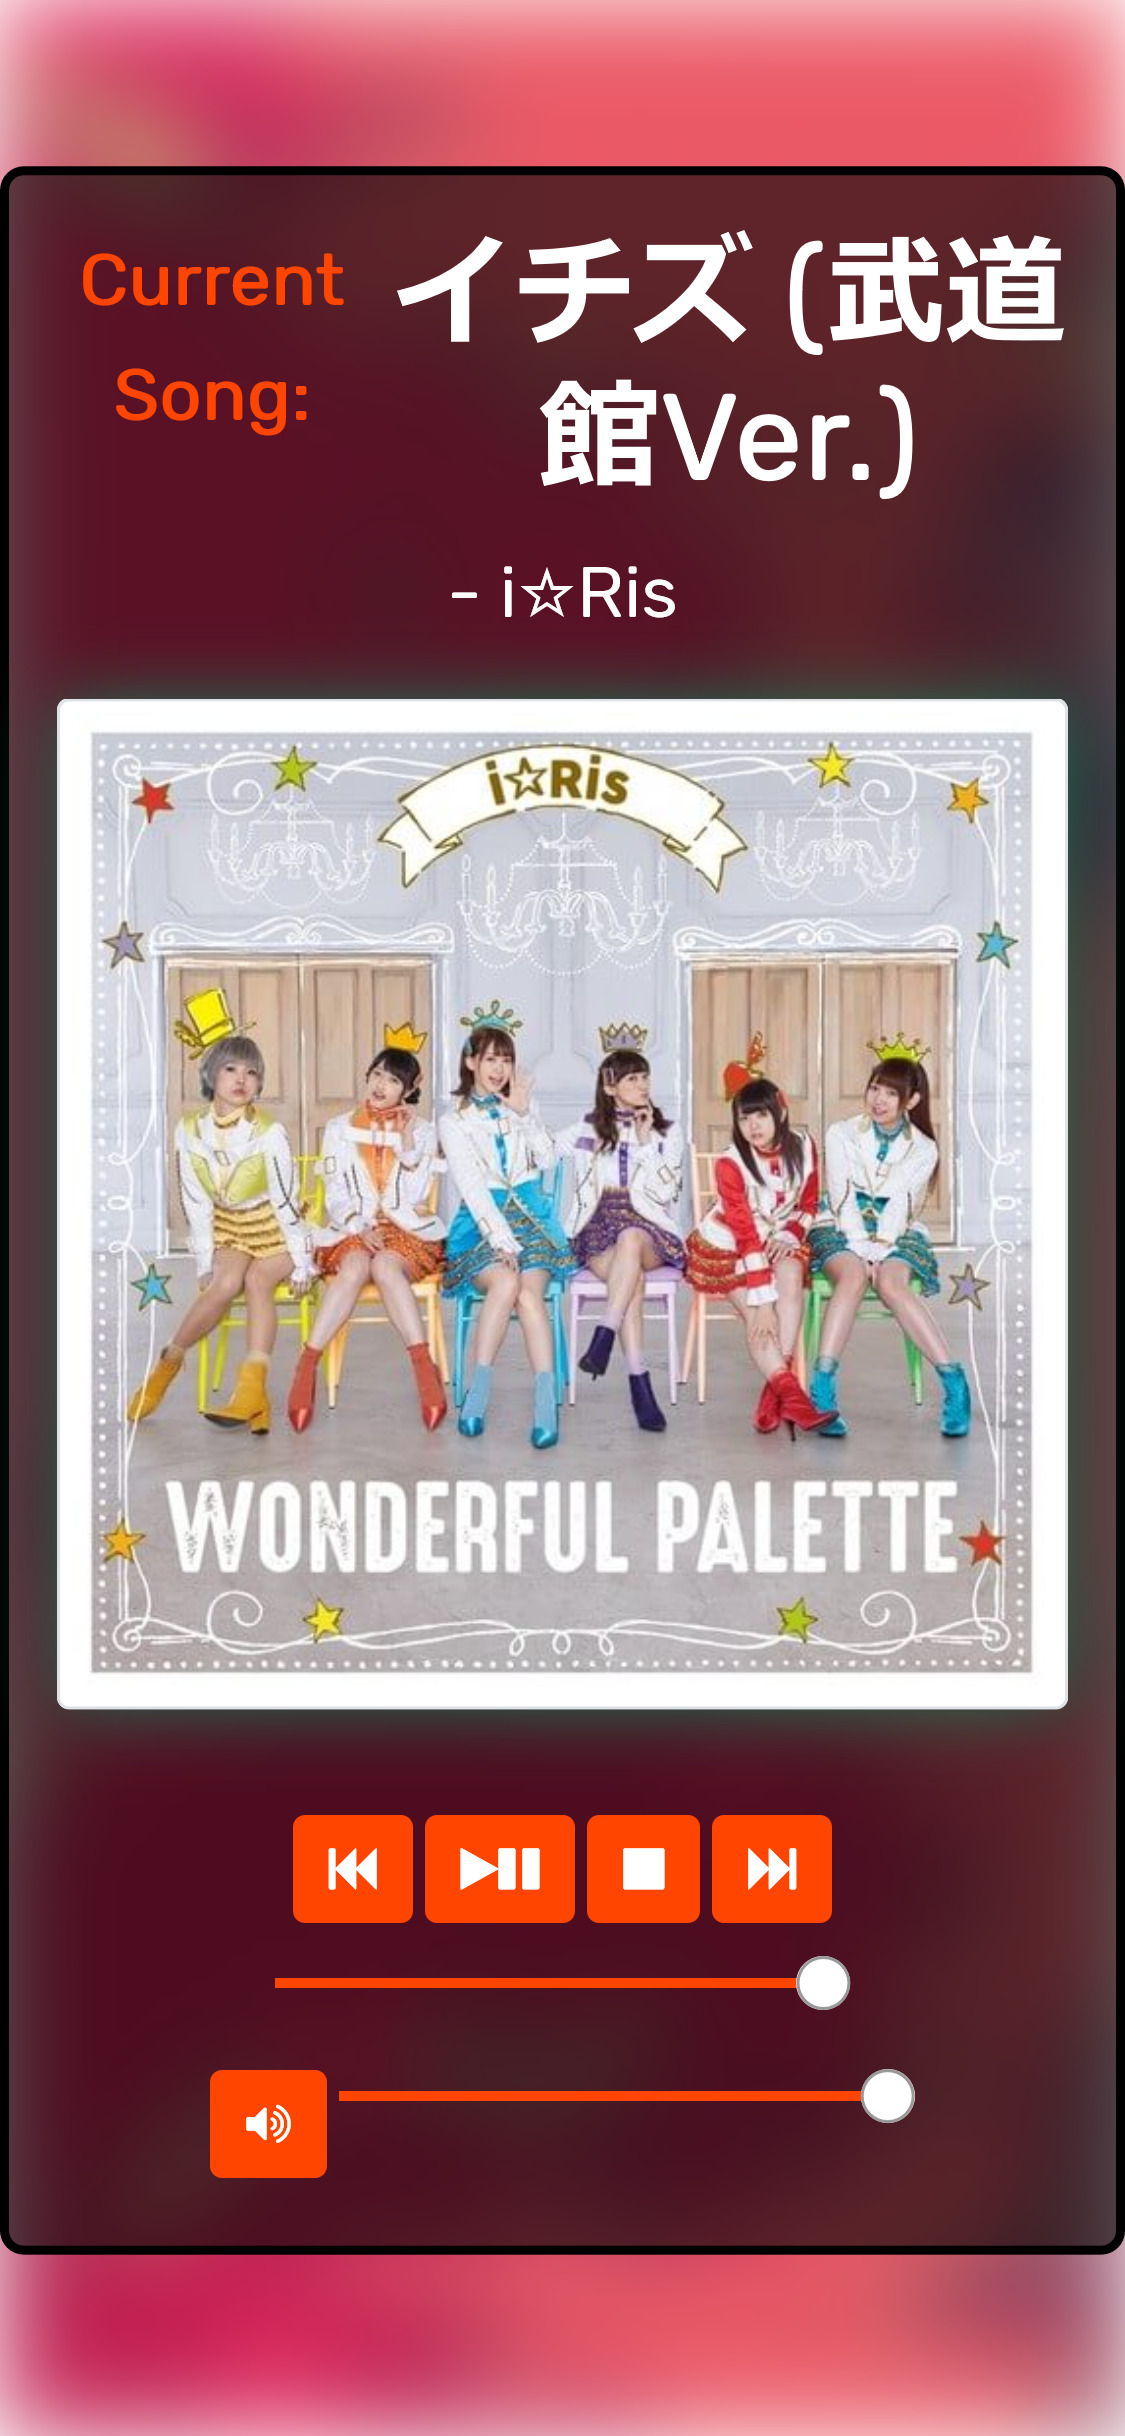 Current
Song:
イチズ (武道
館Ver.)
- i☆Ris
i☆Ris
WONDERFUL PALETTE